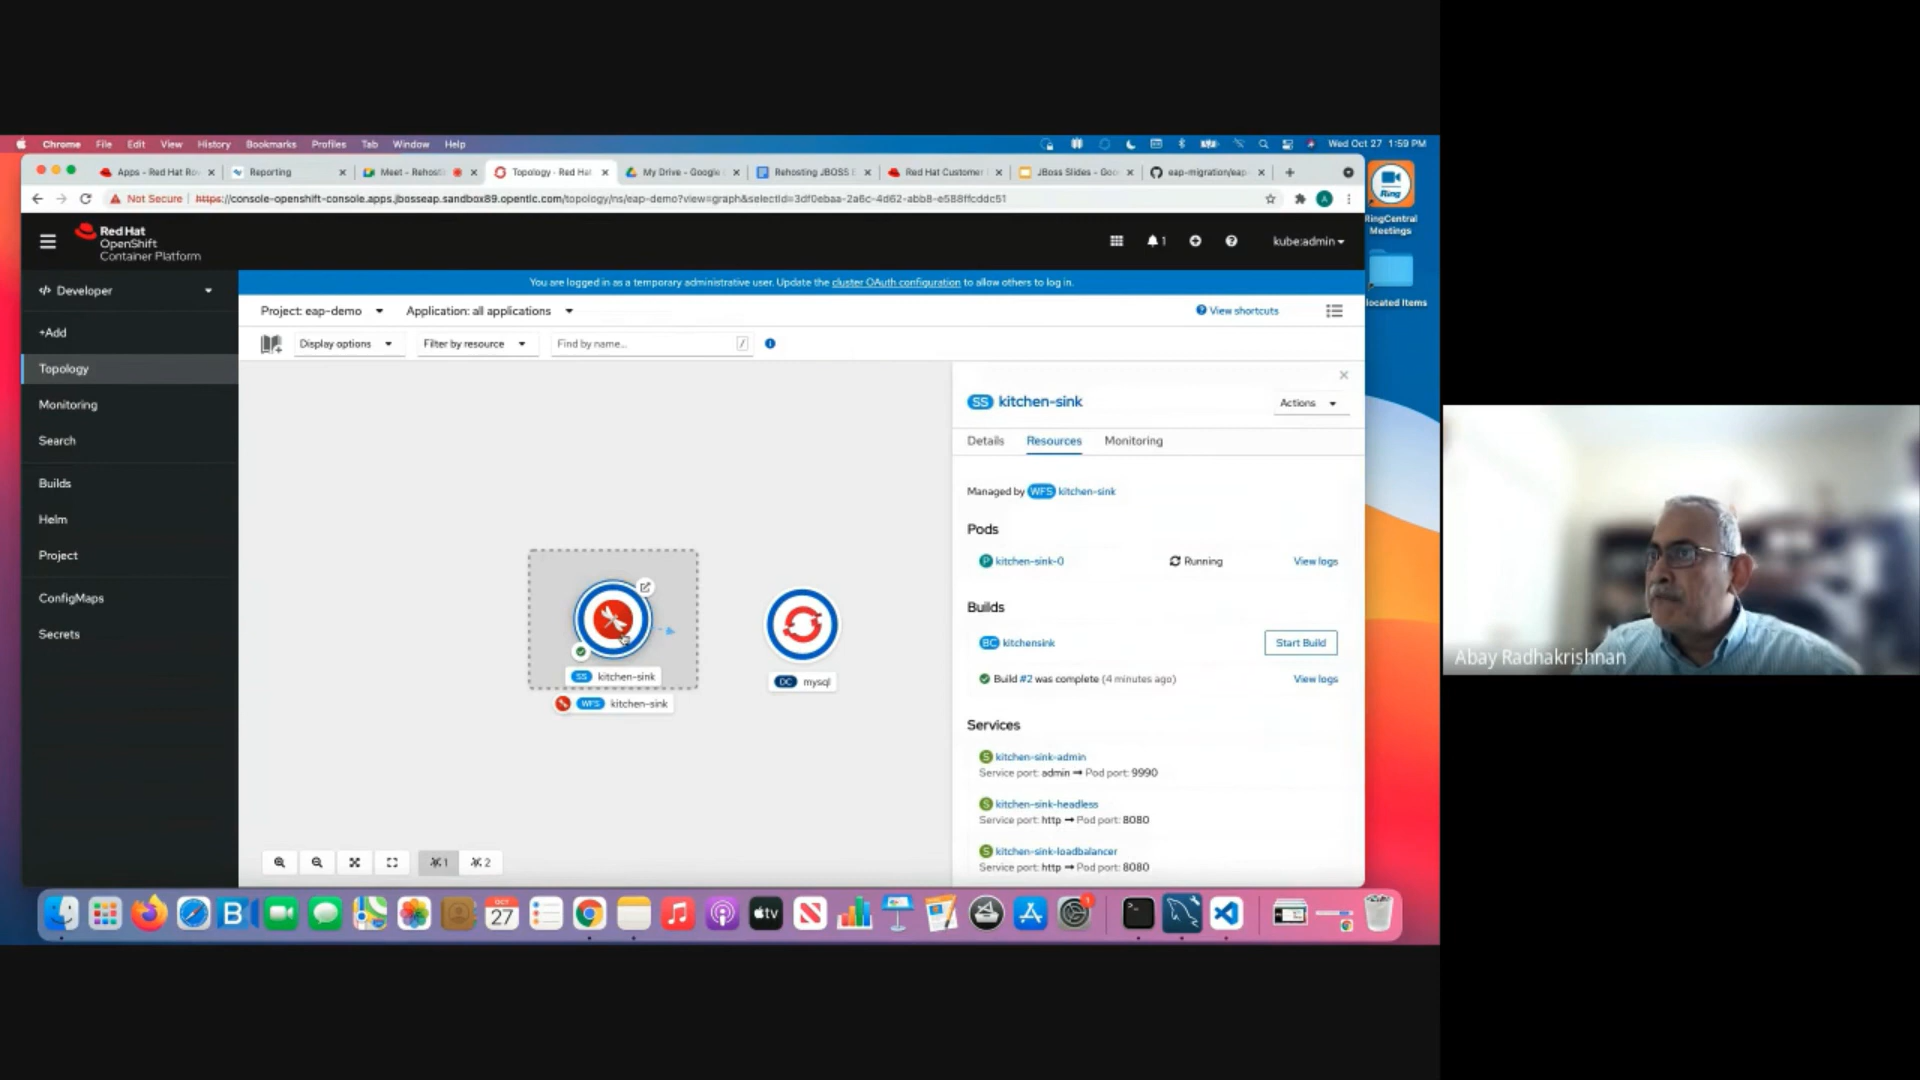 Chrome File Edit View History Bookmarks Profiles Tab Window Help Wed Oct 27 1:59 PM
Apps - Red Hat Ro Reporting Meet - Rehosti Topology - Red Hat My Drive - Google Rehosting JBOSS Red Hat Customer JBoss Slides - Goo eap-migration/eap
Not Secure https://console-openshift-console.apps.jbosseap.sandbox89.opentlc.com/topology/ns/eap-demo?view=graph&selectId=3df0ebaa-2a6c-4d62-abb8-e588ffcddc51
Ring
RingCentral
Meetings
located Items
Red Hat
OpenShift
Container Platform
1
kube:admin
You are logged in as a temporary administrative user. Update the cluster OAuth configuration to allow others to log in.
Developer
+Add
Topology
Monitoring
Search
Builds
Helm
Project
ConfigMaps
Secrets
Project: eap-demo Application: all applications
View shortcuts
Display options Filter by resource Find by name... /
SS kitchen-sink
WFS kitchen-sink
DC mysql
1 2
SS kitchen-sink
Actions
Details Resources Monitoring
Managed by WFS kitchen-sink
Pods
P kitchen-sink-0 Running View logs
Builds
BC kitchensink Start Build
Build #2 was complete (4 minutes ago) View logs
Services
S kitchen-sink-admin
Service port: admin → Pod port: 9990
S kitchen-sink-headless
Service port: http → Pod port: 8080
S kitchen-sink-loadbalancer
Service port: http → Pod port: 8080
OCT
27
tv
Abay Radhakrishnan